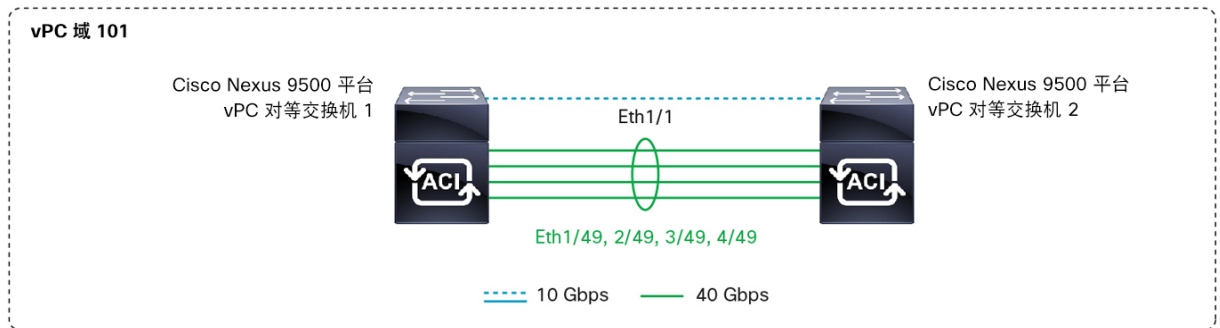 vPC 域 101
Cisco Nexus 9500 平台
vPC 对等交换机 1
Cisco Nexus 9500 平台
vPC 对等交换机 2
Eth1/1
ACI
ACI
Eth1/49, 2/49, 3/49, 4/49
10 Gbps
40 Gbps